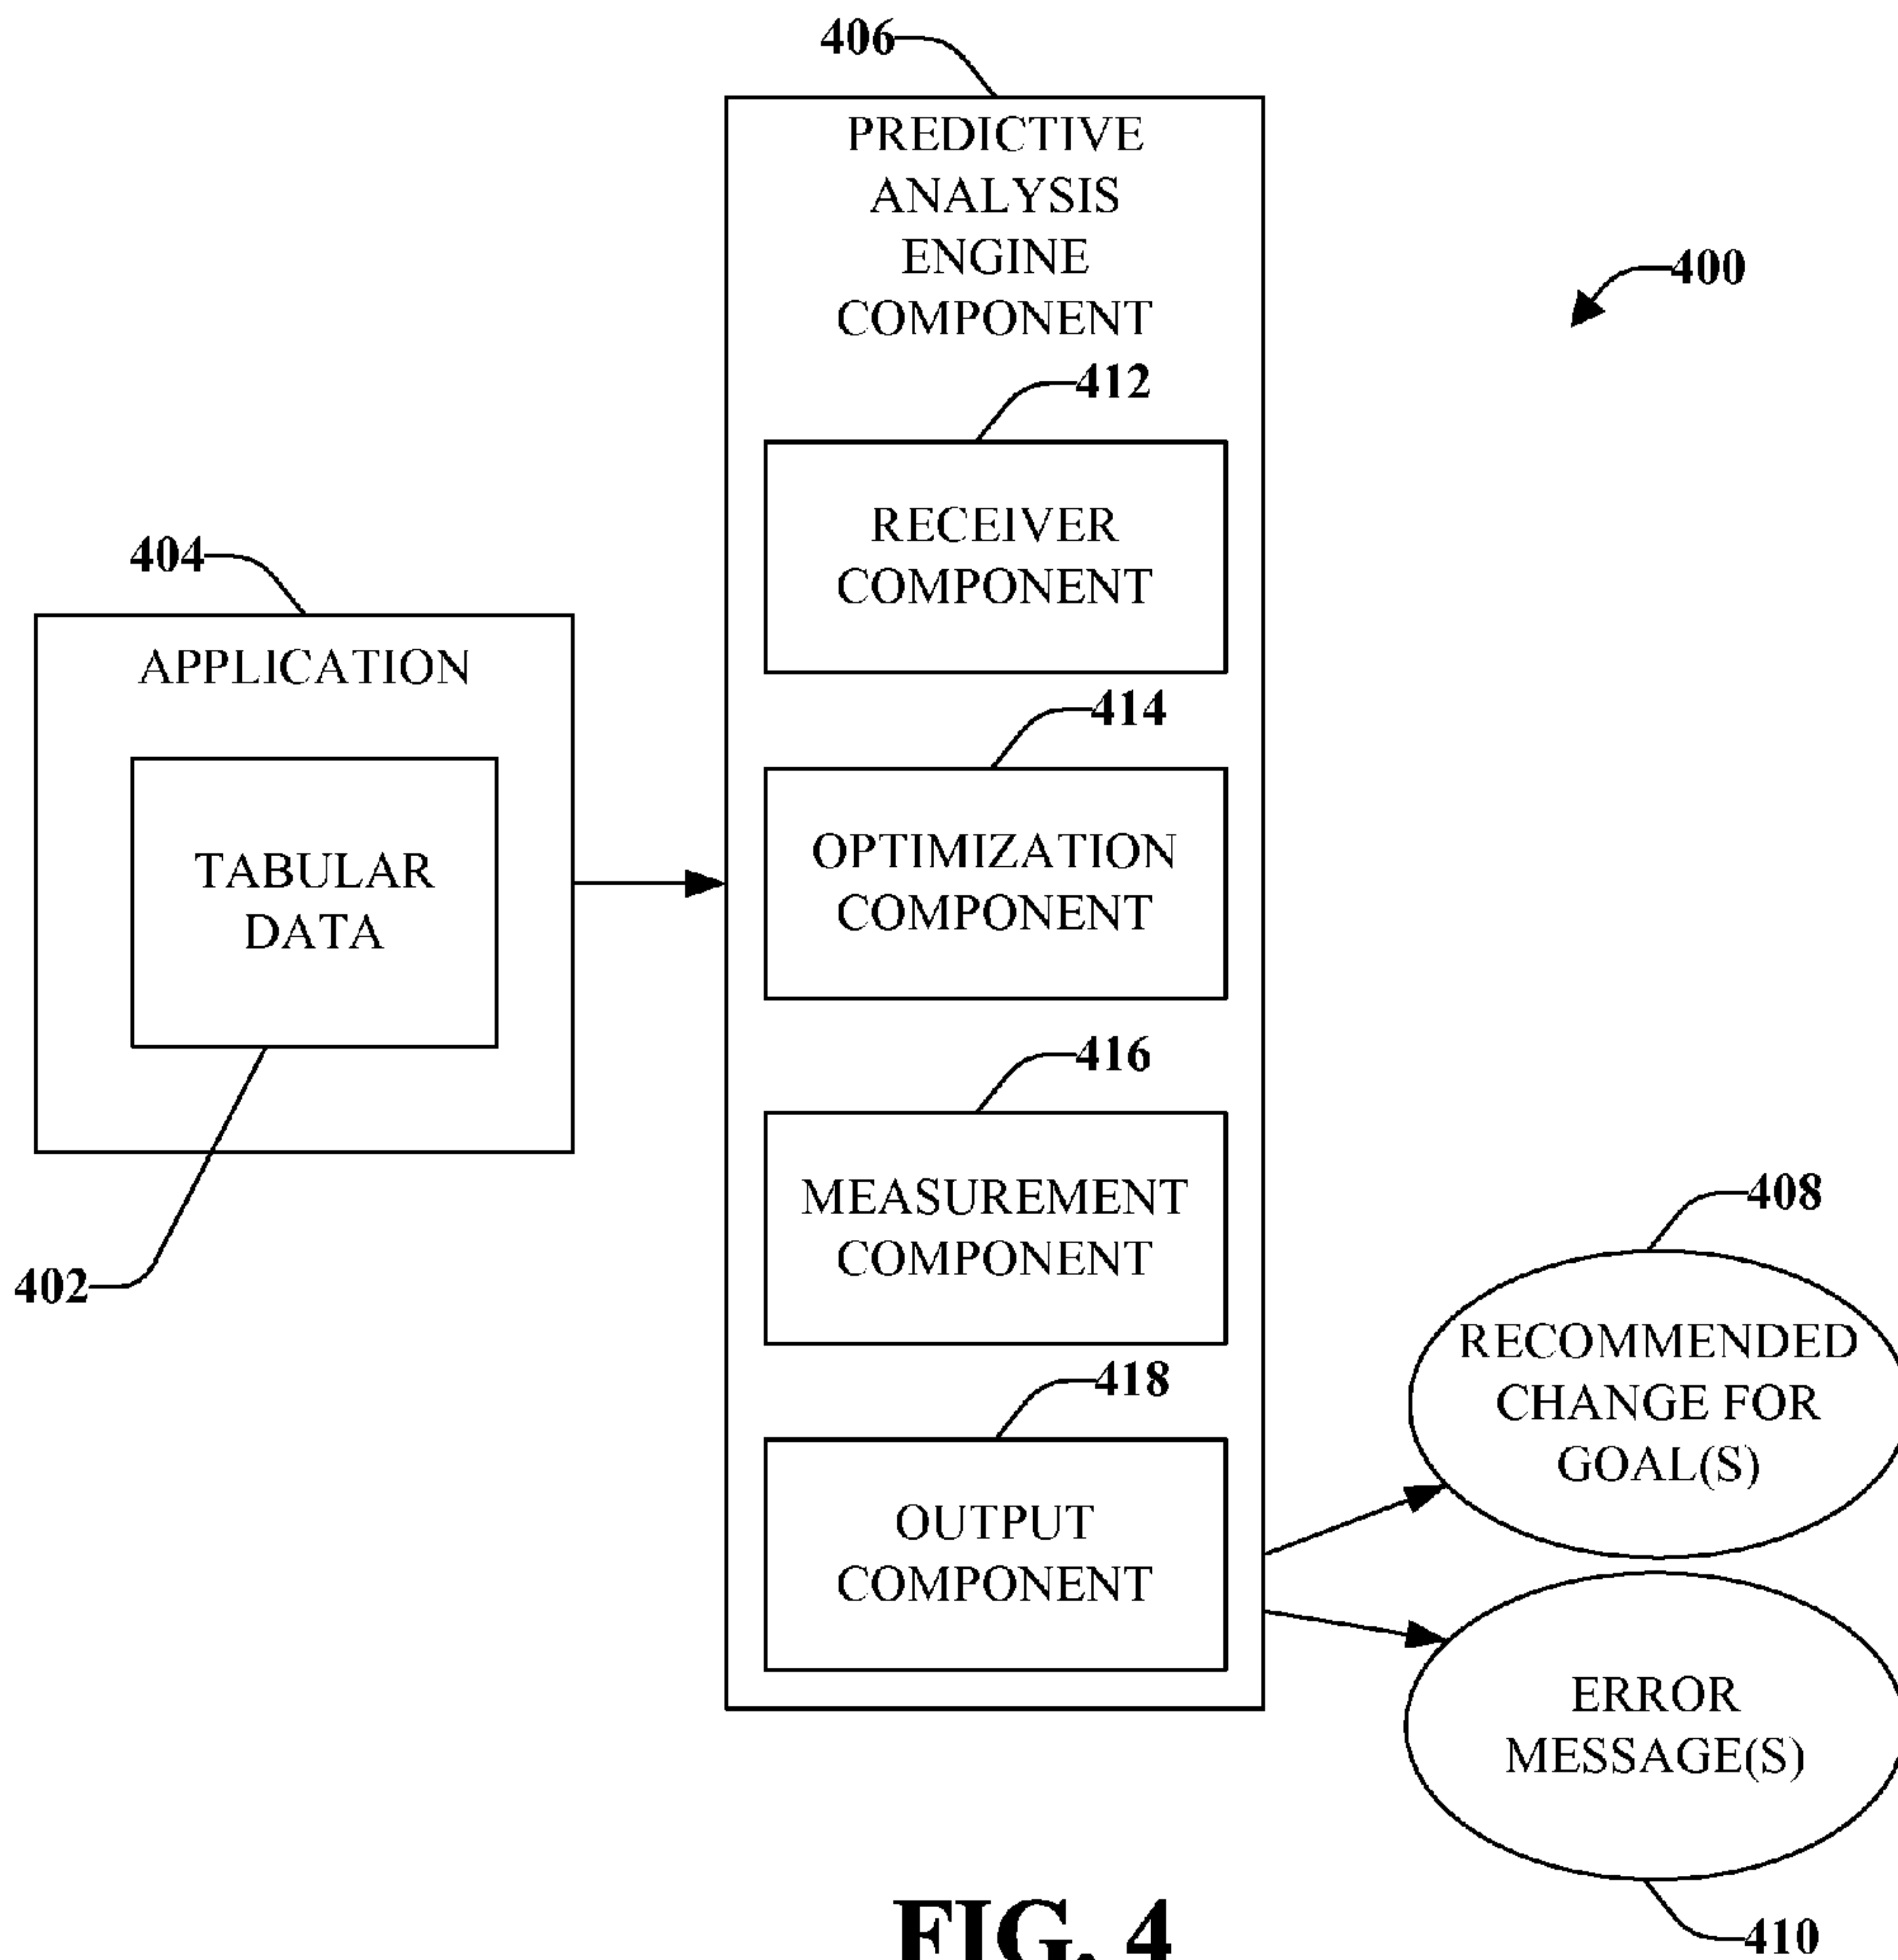 406
PREDICTIVE
ANALYSIS
ENGINE
COMPONENT
400
412
RECEIVER
COMPONENT
404
APPLICATION
TABULAR
DATA
402
414
OPTIMIZATION
COMPONENT
416
MEASUREMENT
COMPONENT
418
OUTPUT
COMPONENT
408
RECOMMENDED
CHANGE FOR
GOAL(S)
ERROR
MESSAGE(S)
410
FIG. 4